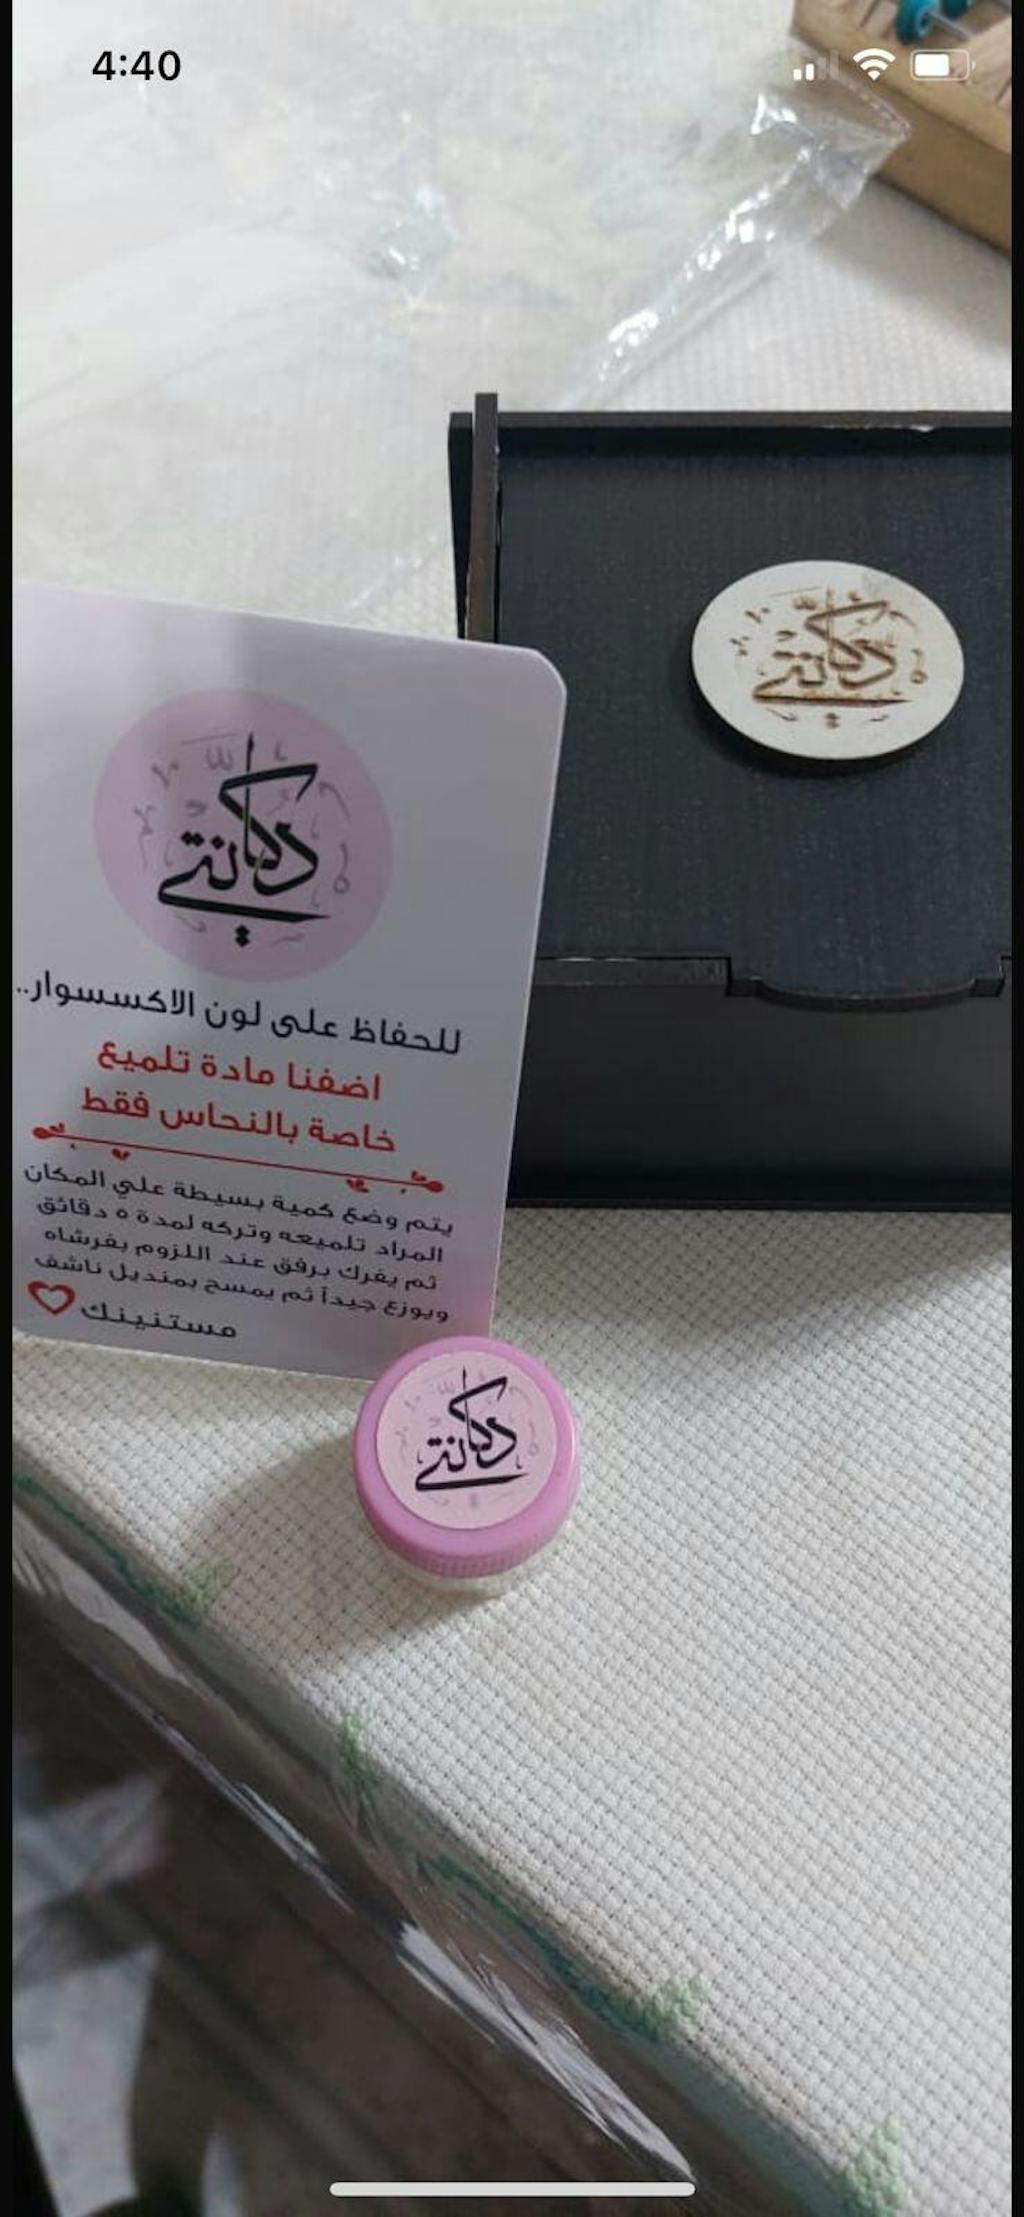 4:40
دكانتي
دكانتي
للحفاظ على لون الاكسسوار..
اضفنا مادة تلميع
خاصة بالنحاس فقط
يتم وضع كمية بسيطة علي المكان
المراد تلميعه وتركه لمدة ٥ دقائق
ثم يفرك برفق عند اللزوم بفرشاه
ويوزع جيداً ثم يمسح بمنديل ناشف
مستنينك
دكانتي